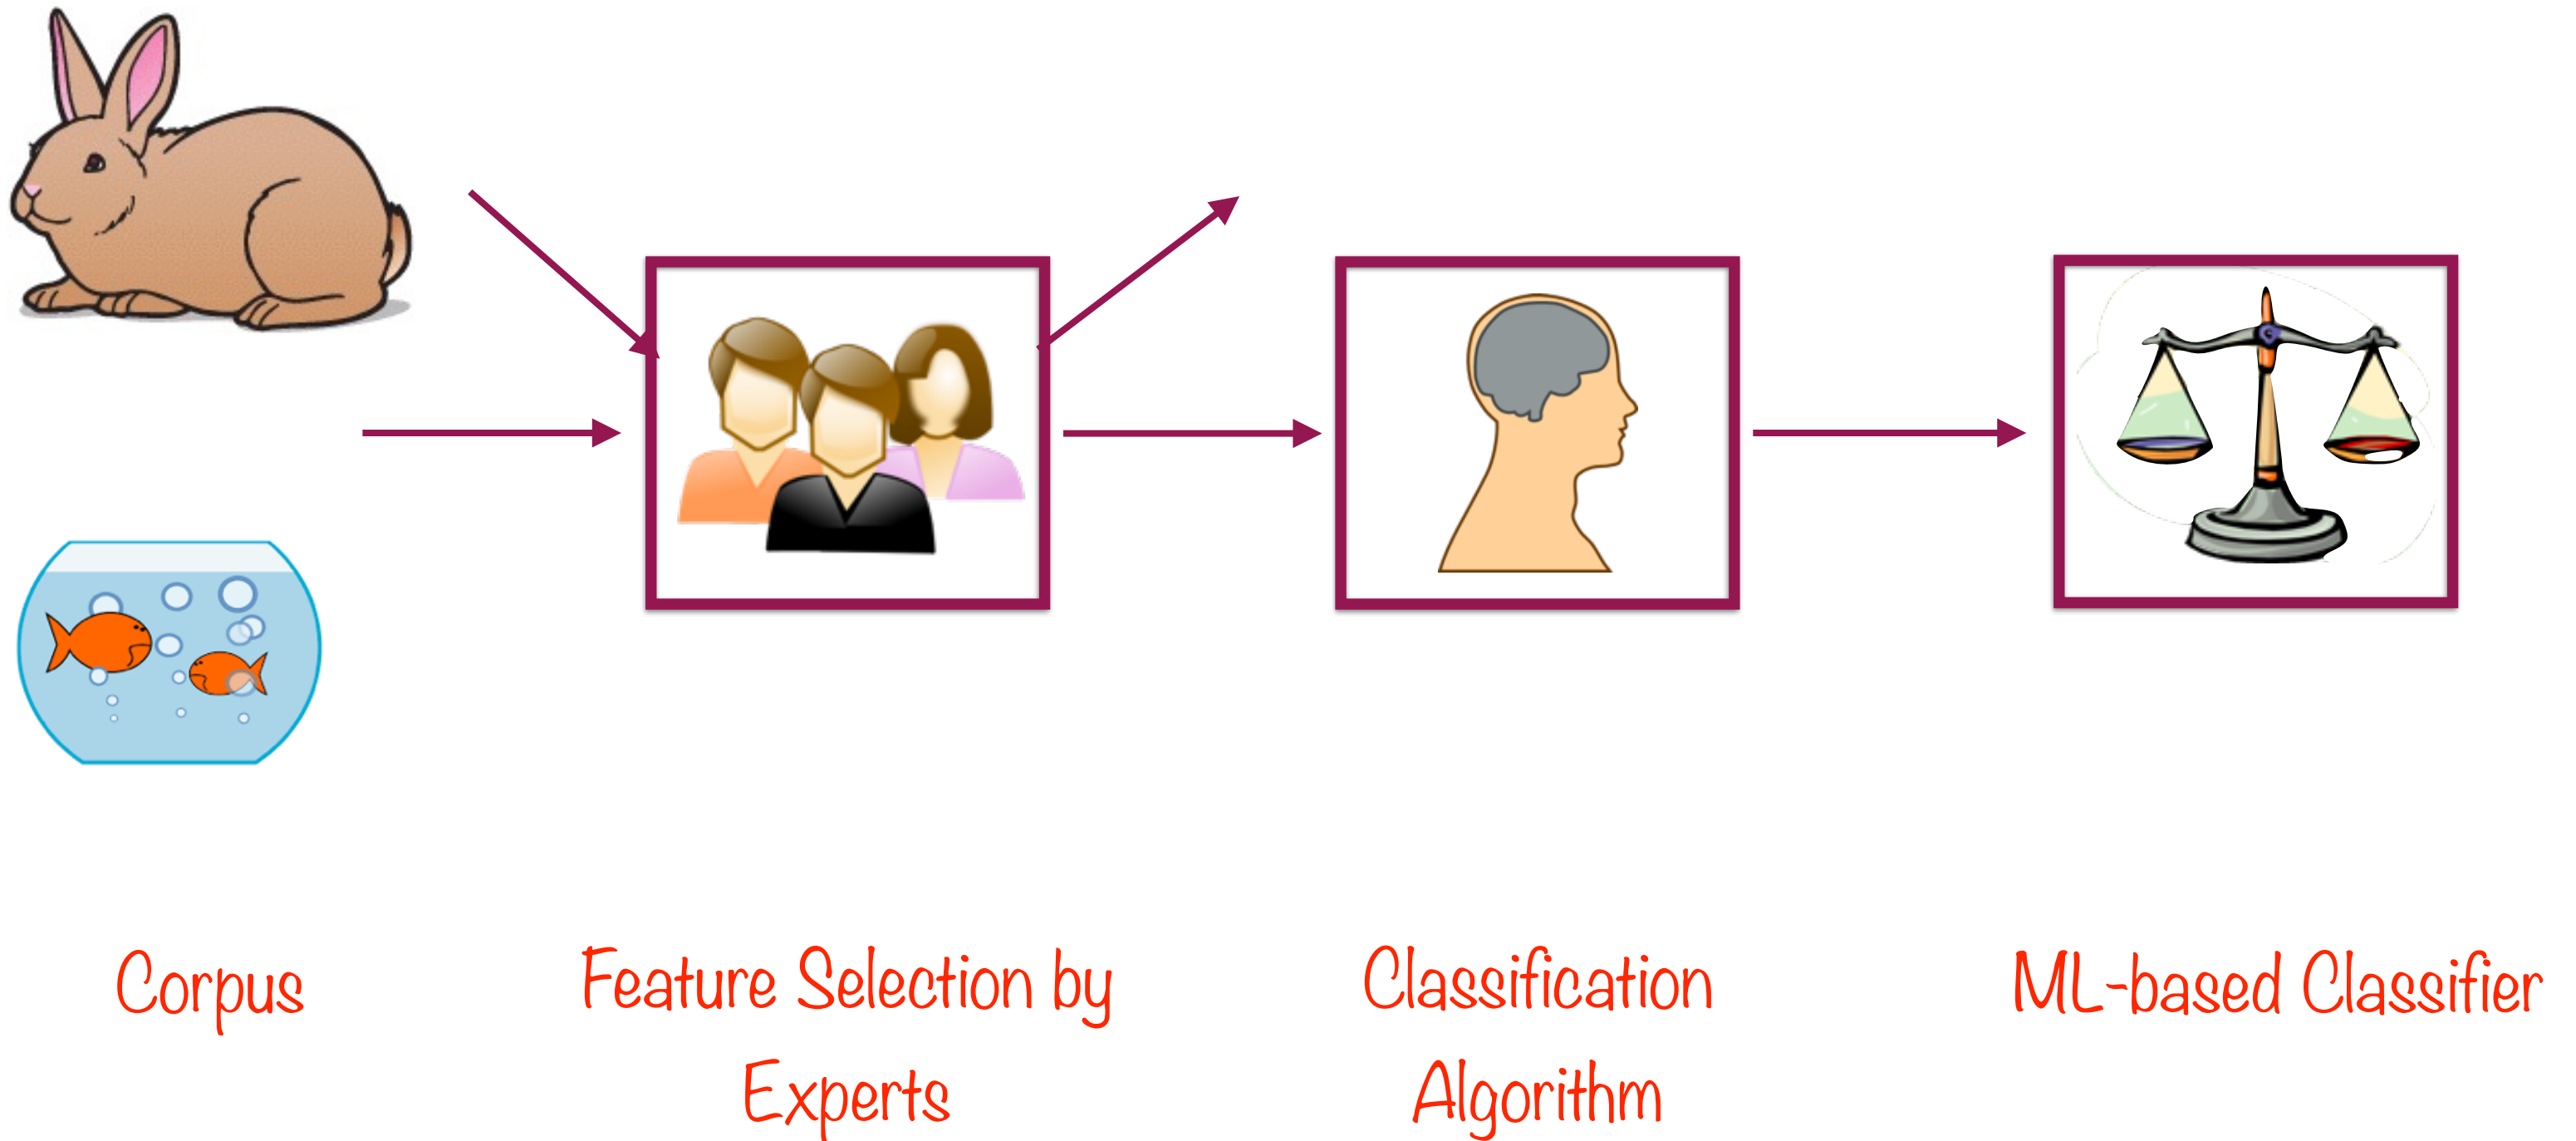 Corpus
Feature Selection by
Experts
Classification
Algorithm
ML-based Classifier